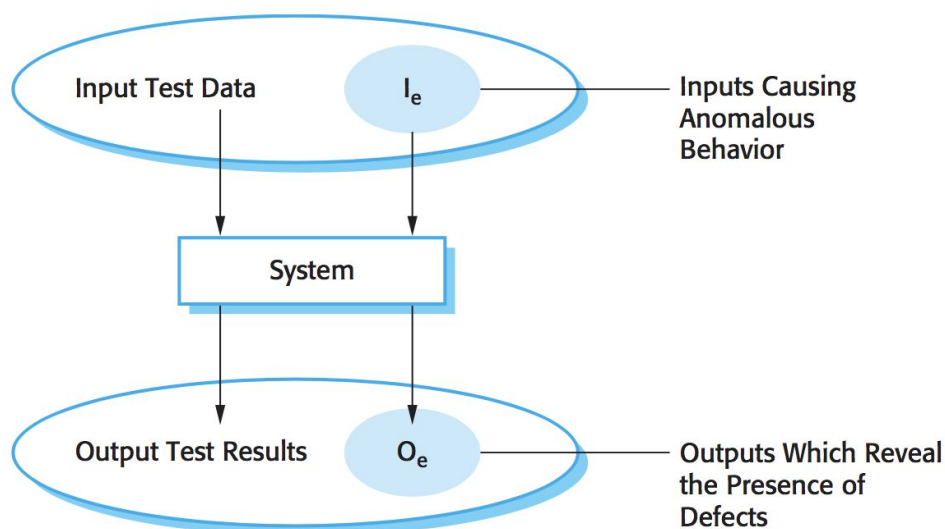 Input Test Data
Ie
Inputs Causing
Anomalous
Behavior
System
Output Test Results
Oe
Outputs Which Reveal
the Presence of
Defects